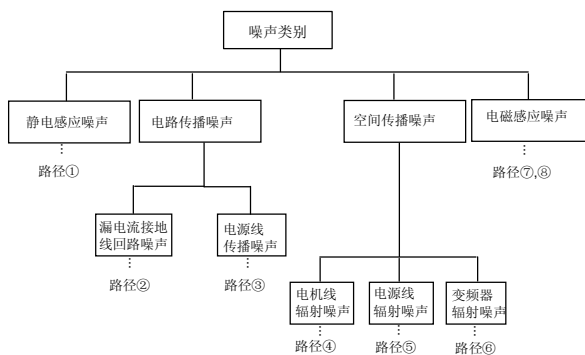 噪声类别
静电感应噪声
电路传播噪声
空间传播噪声
电磁感应噪声
路径①
路径⑦,⑧
漏电流接地
线回路噪声
电源线
传播噪声
路径②
路径③
电机线
辐射噪声
电源线
辐射噪声
变频器
辐射噪声
路径④
路径⑤
路径⑥